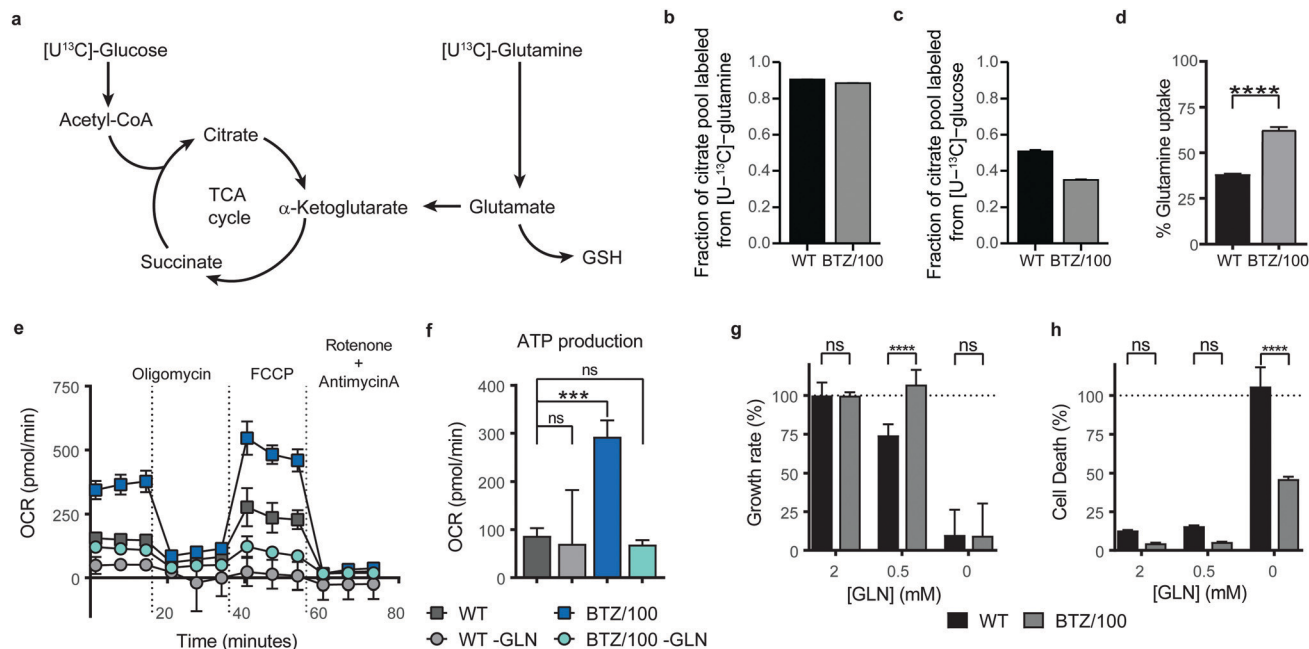 a
[U¹³C]-Glucose
[U¹³C]-Glutamine
Acetyl-CoA
Citrate
TCA
cycle
α-Ketoglutarate
Glutamate
Succinate
GSH
b
Fraction of citrate pool labeled
from [U–¹³C]–glutamine
1.0
0.8
0.6
0.4
0.2
0.0
WT BTZ/100
c
Fraction of citrate pool labeled
from [U–¹³C]–glucose
1.0
0.8
0.6
0.4
0.2
0.0
WT BTZ/100
d
% Glutamine uptake
100
75
50
25
0
****
WT BTZ/100
e
Oligomycin
FCCP
Rotenone
+
AntimycinA
OCR (pmol/min)
750
500
250
0
20
40
60
80
Time (minutes)
f
ATP production
OCR (pmol/min)
400
300
200
100
0
ns
***
ns
WT
BTZ/100
WT -GLN
BTZ/100 -GLN
g
Growth rate (%)
125
100
75
50
25
0
ns
****
ns
2
0.5
0
[GLN] (mM)
h
Cell Death (%)
125
100
75
50
25
0
ns
ns
****
2
0.5
0
[GLN] (mM)
WT
BTZ/100